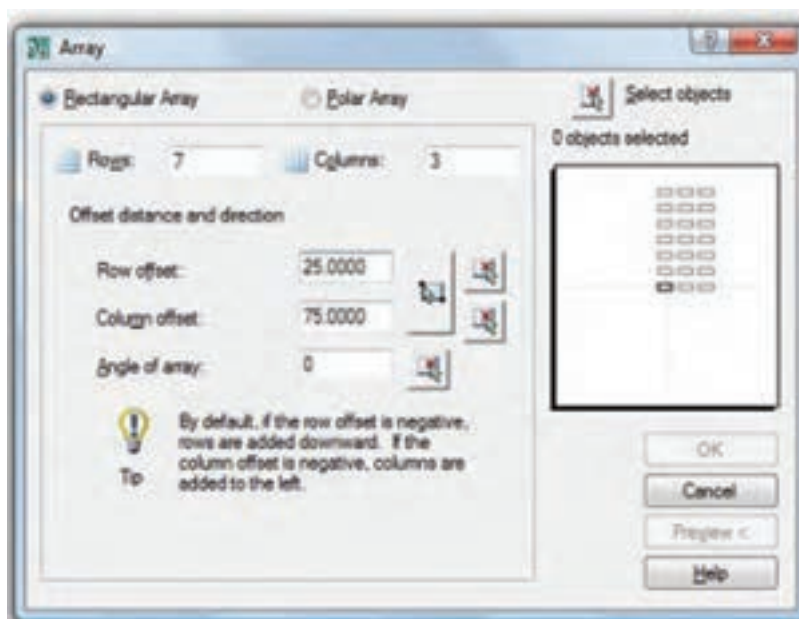 Array
Rectangular Array Polar Array Select objects
0 objects selected
Rows: 7 Columns: 3
Offset distance and direction
Row offset: 25.0000
Column offset: 75.0000
Angle of array: 0
Tip
By default, if the row offset is negative,
rows are added downward. If the
column offset is negative, columns are
added to the left.
OK
Cancel
Preview <
Help